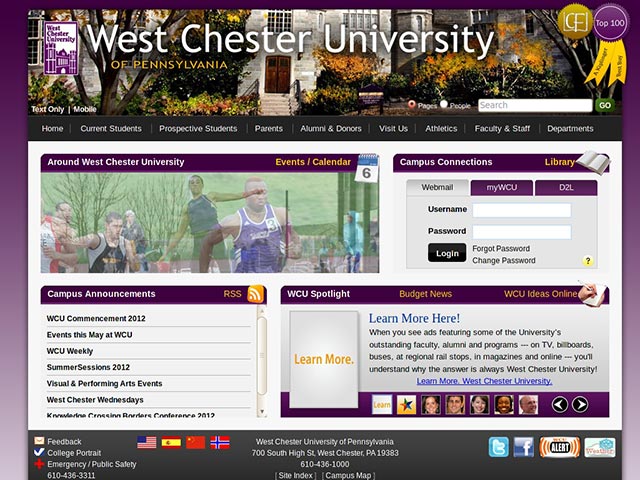 West
Chester
University
West Chester University
OF PENNSYLVANIA
Top 100
Best Buy
Text Only | Mobile
Pages People Search GO
Home Current Students Prospective Students Parents Alumni & Donors Visit Us Athletics Faculty & Staff Departments
Around West Chester University Events / Calendar 6
Campus Connections Library
Webmail myWCU D2L
Username
Password
Login Forgot Password
Change Password ?
Campus Announcements RSS
WCU Commencement 2012
Events this May at WCU
WCU Weekly
SummerSessions 2012
Visual & Performing Arts Events
West Chester Wednesdays
Knowledge Crossing Borders Conference 2012
WCU Spotlight Budget News WCU Ideas Online
Learn More.
Learn More Here!
When you see ads featuring some of the University's
outstanding faculty, alumni and programs --- on TV, billboards,
buses, at regional rail stops, in magazines and online --- you'll
understand why the answer is always West Chester University!
Learn More. West Chester University.
Learn
Feedback
College Portrait
Emergency / Public Safety
610-436-3311
West Chester University of Pennsylvania
700 South High St, West Chester, PA 19383
610-436-1000
[ Site Index ] [ Campus Map ]
WCU
ALERT